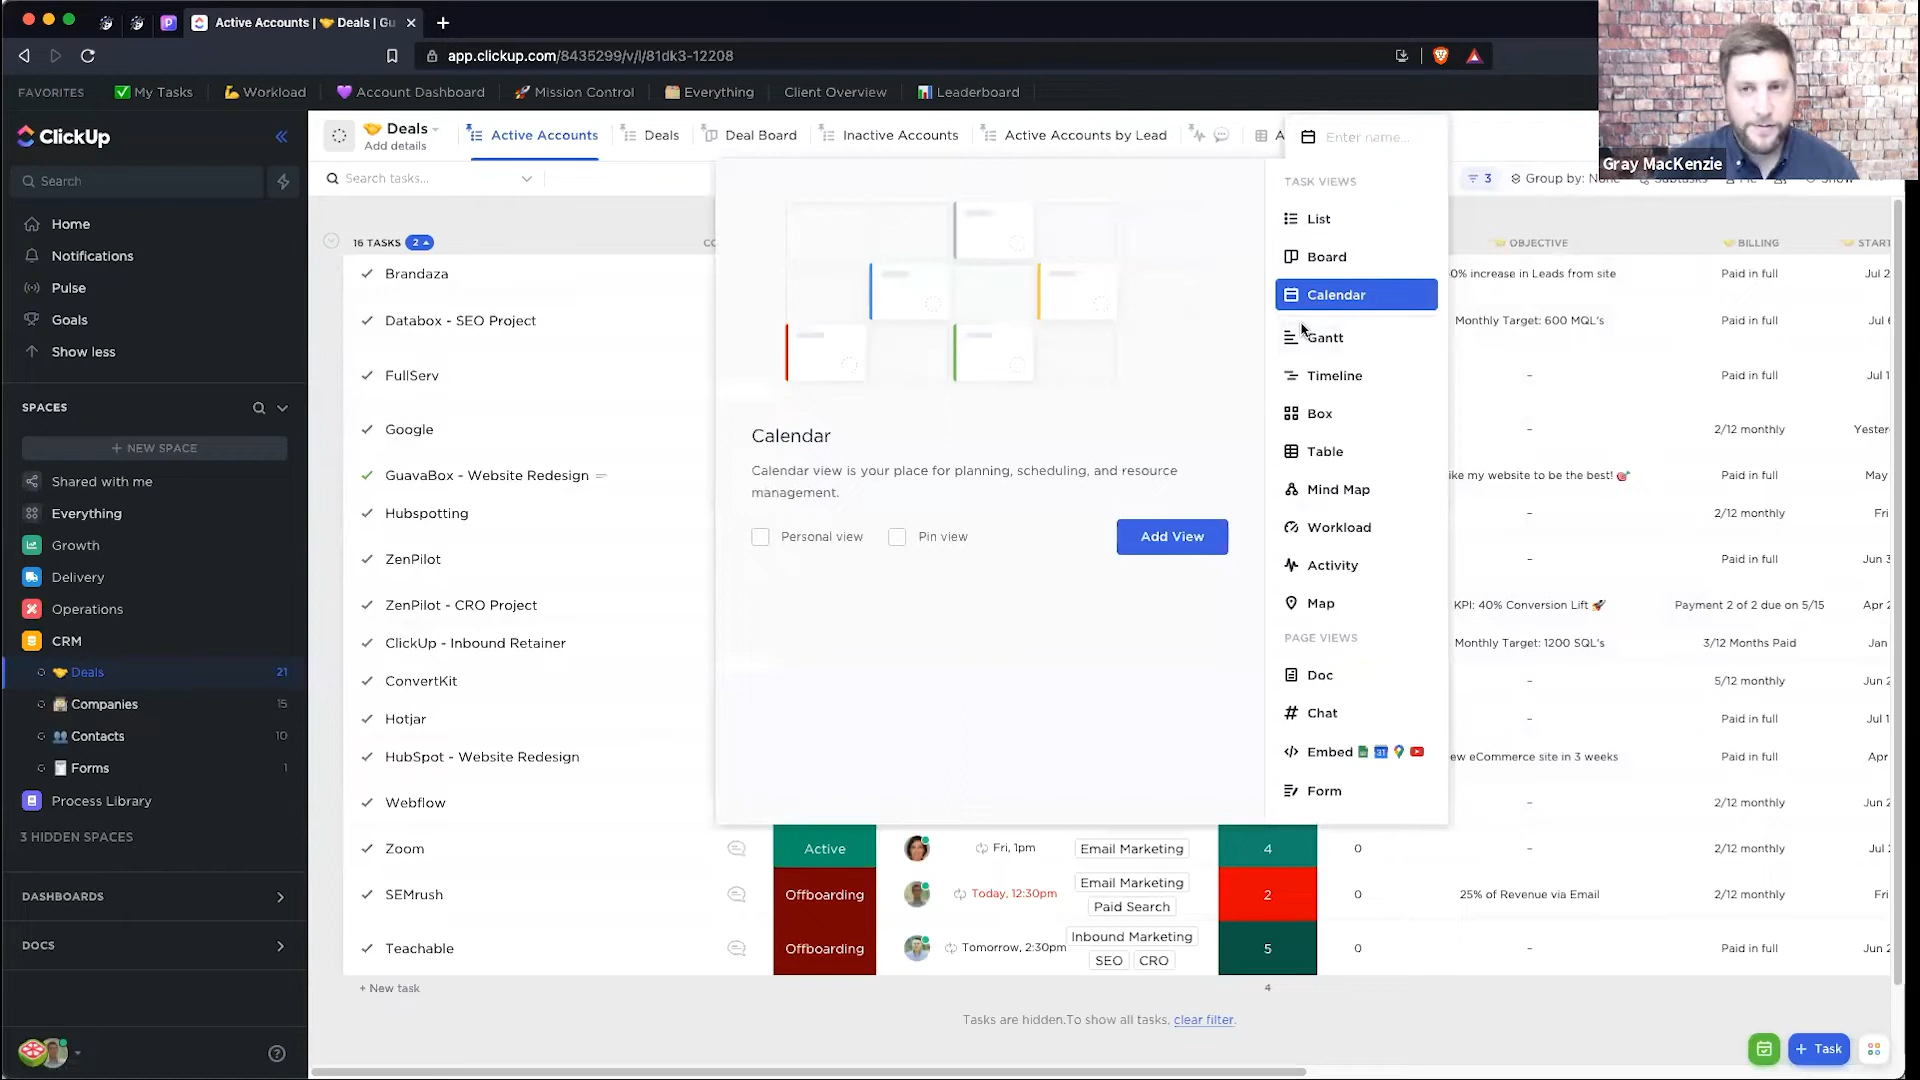 Active Accounts | 🤝 Deals | Gu
app.clickup.com/8435299/v/l/81dk3-12208
FAVORITES ✅ My Tasks 💪 Workload 💜 Account Dashboard 🚀 Mission Control 🗂 Everything Client Overview 📊 Leaderboard
Gray MacKenzie
ClickUp
Search
Home
Notifications
Pulse
Goals
Show less
SPACES
+ NEW SPACE
Shared with me
Everything
Growth
Delivery
Operations
CRM
🤝 Deals 21
Companies 15
👥 Contacts 10
Forms 1
Process Library
3 HIDDEN SPACES
DASHBOARDS
DOCS
🤝 Deals
Add details
Active Accounts Deals Deal Board Inactive Accounts Active Accounts by Lead A
Search tasks...
3 Group by: None Subtasks Me Show
16 TASKS 2 CO OBJECTIVE BILLING START
Brandaza 0% increase in Leads from site Paid in full Jul 2
Databox - SEO Project Monthly Target: 600 MQL's Paid in full Jul 6
FullServ – Paid in full Jul 1
Google – 2/12 monthly Yester
GuavaBox - Website Redesign ike my website to be the best! 🎯 Paid in full May
Hubspotting – 2/12 monthly Fri
ZenPilot – Paid in full Jun 3
ZenPilot - CRO Project KPI: 40% Conversion Lift 🚀 Payment 2 of 2 due on 5/15 Apr 2
ClickUp - Inbound Retainer Monthly Target: 1200 SQL's 3/12 Months Paid Jan
ConvertKit – 5/12 monthly Jun 2
Hotjar – Paid in full Jul 1
HubSpot - Website Redesign ew eCommerce site in 3 weeks Paid in full Apr
Webflow – 2/12 monthly Jun 2
Zoom Active Fri, 1pm Email Marketing 4 0 – 2/12 monthly Jul 2
SEMrush Offboarding Today, 12:30pm Email Marketing Paid Search 2 0 25% of Revenue via Email 2/12 monthly Fri
Teachable Offboarding Tomorrow, 2:30pm Inbound Marketing SEO CRO 5 0 – Paid in full Jun 2
+ New task 4
Tasks are hidden.To show all tasks, clear filter.
Calendar
Calendar view is your place for planning, scheduling, and resource
management.
Personal view Pin view Add View
Enter name...
TASK VIEWS
List
Board
Calendar
Gantt
Timeline
Box
Table
Mind Map
Workload
Activity
Map
PAGE VIEWS
Doc
Chat
Embed
Form
+ Task